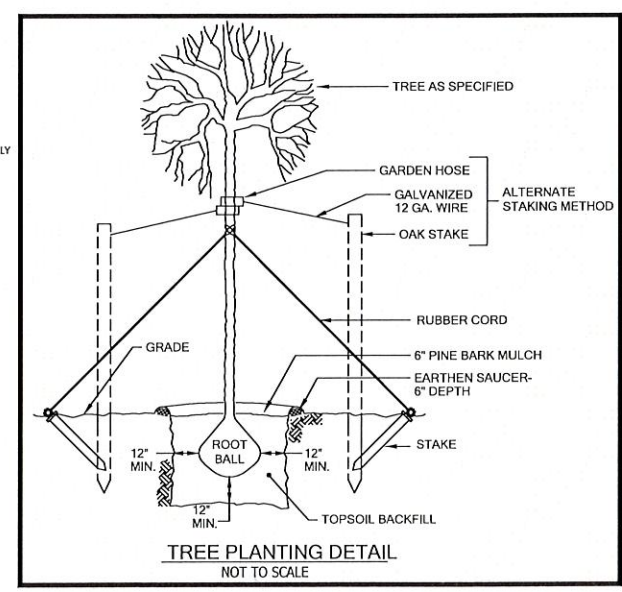 LY
TREE AS SPECIFIED
GARDEN HOSE
GALVANIZED
12 GA. WIRE
ALTERNATE
STAKING METHOD
OAK STAKE
RUBBER CORD
GRADE
6" PINE BARK MULCH
EARTHEN SAUCER-
6" DEPTH
ROOT
BALL
12"
MIN.
12"
MIN.
STAKE
12"
MIN.
TOPSOIL BACKFILL
TREE PLANTING DETAIL
NOT TO SCALE